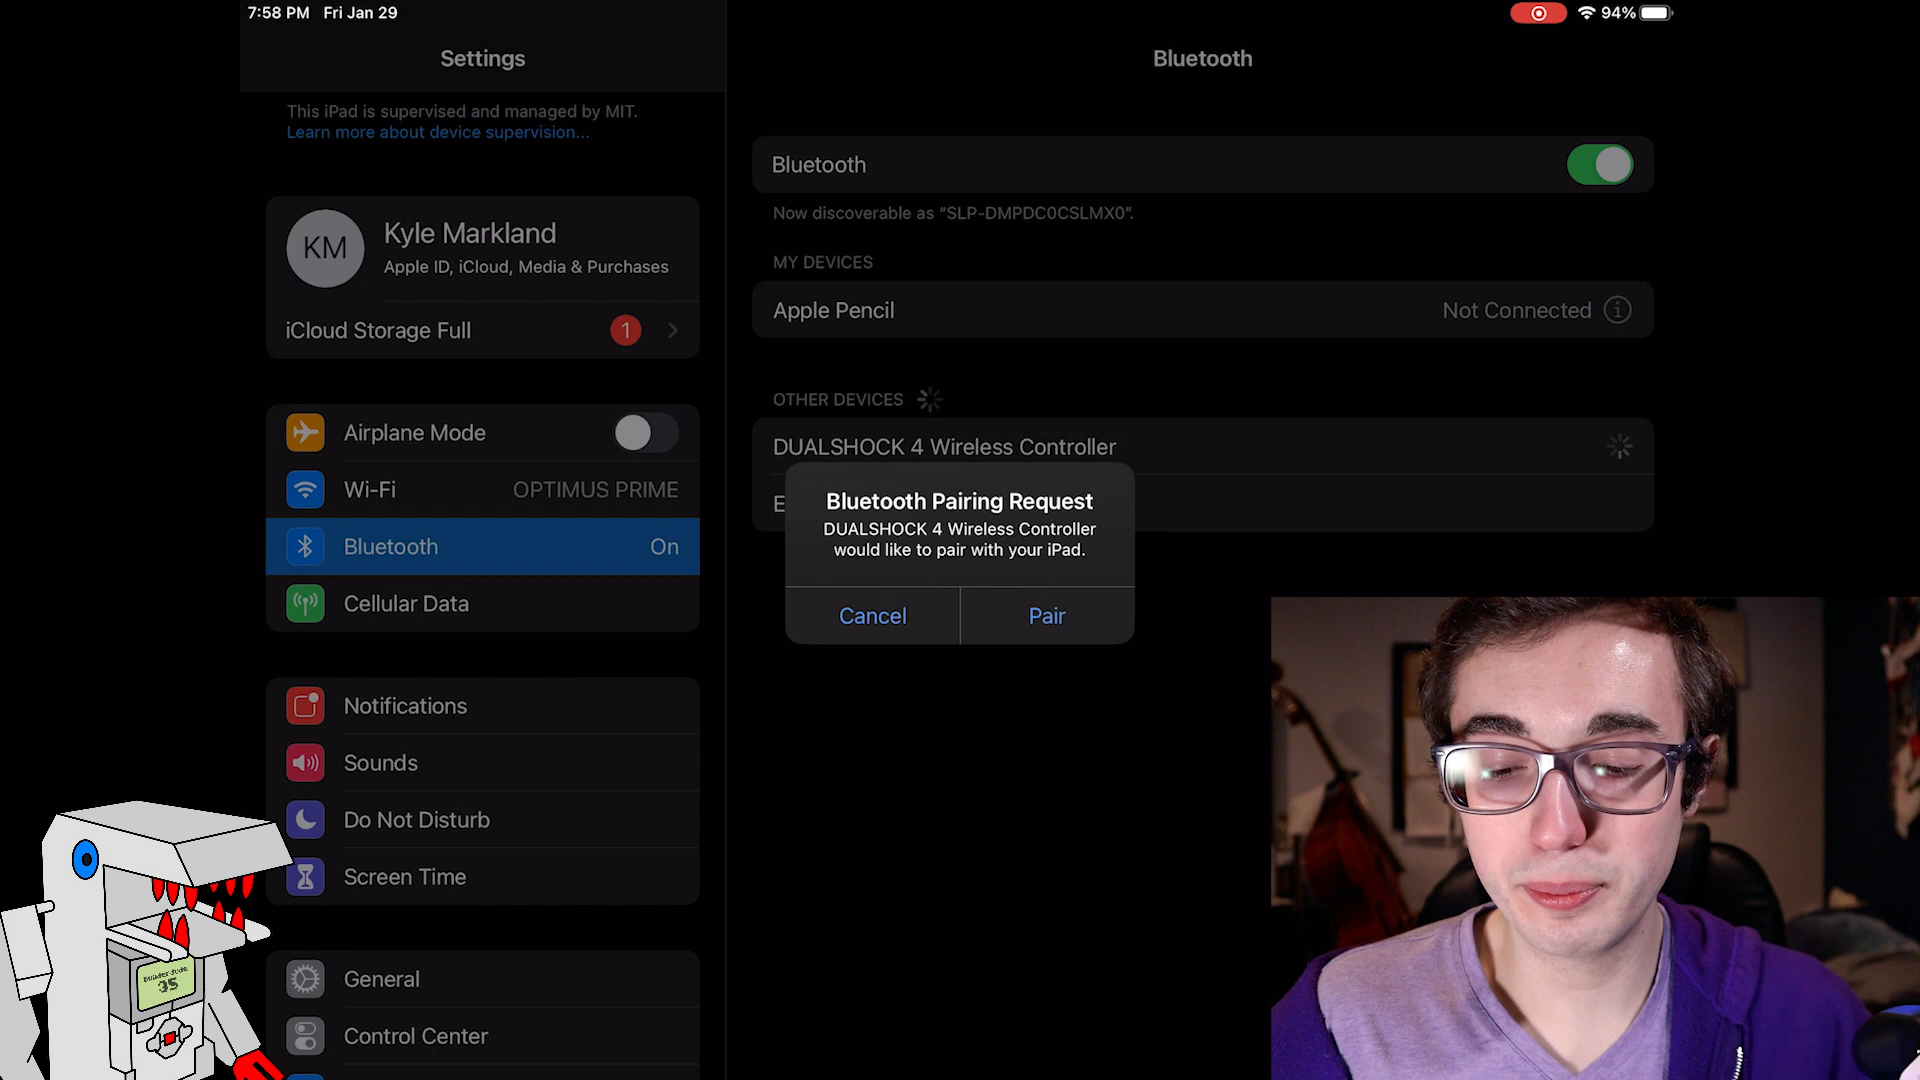 7:58 PM Fri Jan 29
94%
Settings
Bluetooth
This iPad is supervised and managed by MIT.
Learn more about device supervision...
KM
Kyle Markland
Apple ID, iCloud, Media & Purchases
iCloud Storage Full 1
Airplane Mode
Wi-Fi OPTIMUS PRIME
Bluetooth On
Cellular Data
Notifications
Sounds
Do Not Disturb
Screen Time
General
Control Center
Bluetooth
Now discoverable as “SLP-DMPDC0CSLMX0”.
MY DEVICES
Apple Pencil Not Connected
OTHER DEVICES
DUALSHOCK 4 Wireless Controller
E
Bluetooth Pairing Request
DUALSHOCK 4 Wireless Controller
would like to pair with your iPad.
Cancel Pair
Builder dude
35